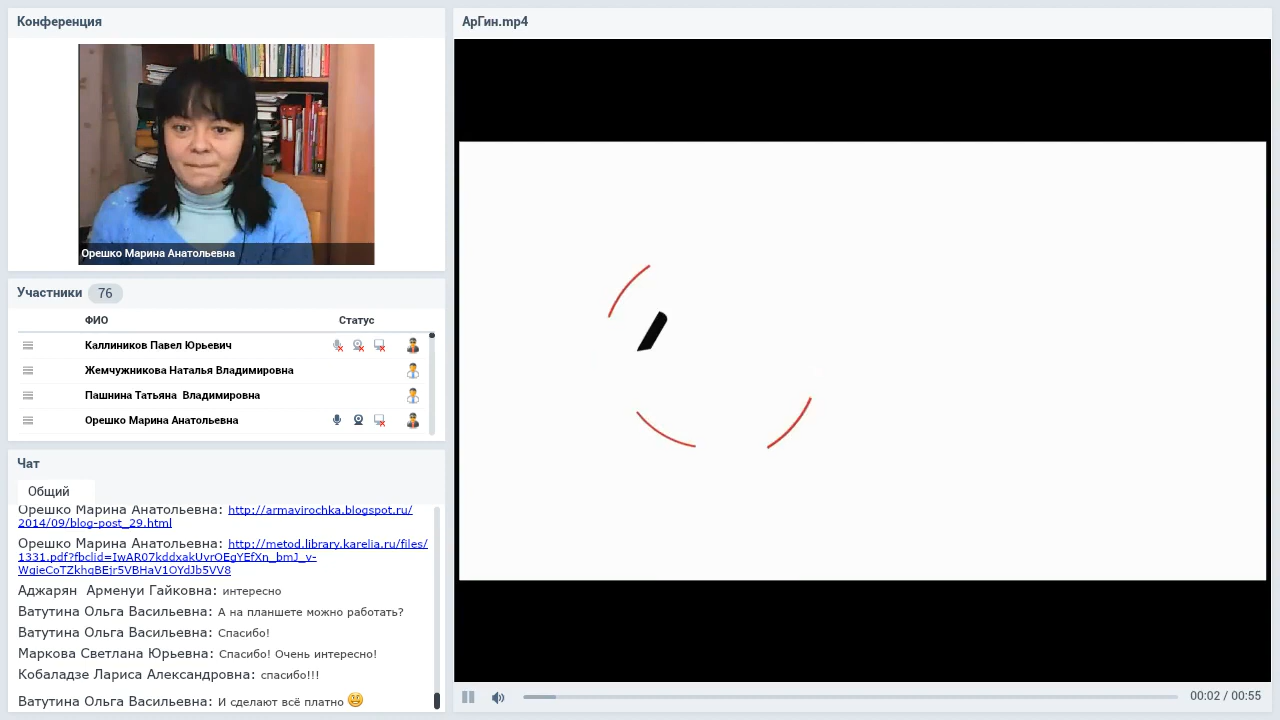 Конференция
Орешко Марина Анатольевна
Участники 76
ФИО Статус
Каллиников Павел Юрьевич
Жемчужникова Наталья Владимировна
Пашнина Татьяна Владимировна
Орешко Марина Анатольевна
Чат
Общий
Орешко Марина Анатольевна: http://armavirochka.blogspot.ru/
2014/09/blog-post_29.html
Орешко Марина Анатольевна: http://metod.library.karelia.ru/files/
1331.pdf?fbclid=IwAR07kddxakUvrOEgYEfXn_bmJ_v-
WgieCoTZkhqBEjr5VBHaV1OYdJb5VV8
Аджарян Арменуи Гайковна: интересно
Ватутина Ольга Васильевна: А на планшете можно работать?
Ватутина Ольга Васильевна: Спасибо!
Маркова Светлана Юрьевна: Спасибо! Очень интересно!
Кобаладзе Лариса Александровна: спасибо!!!
Ватутина Ольга Васильевна: И сделают всё платно
АрГин.mp4
00:02 / 00:55